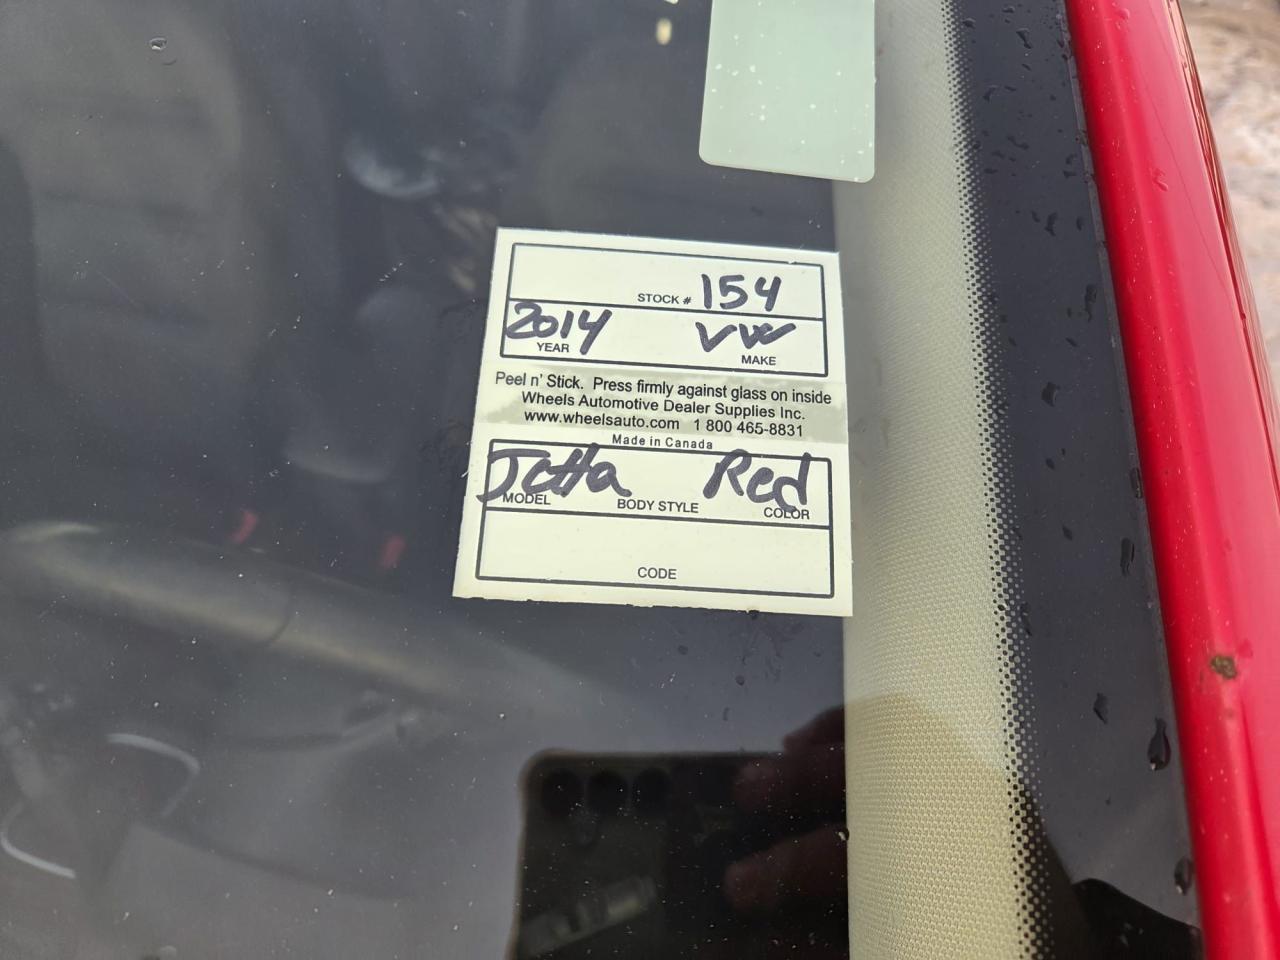 STOCK # 154
2014 VW
YEAR MAKE
Peel n' Stick. Press firmly against glass on inside
Wheels Automotive Dealer Supplies Inc.
www.wheelsauto.com 1 800 465-8831
Made in Canada
Jetta Red
MODEL BODY STYLE COLOR
CODE